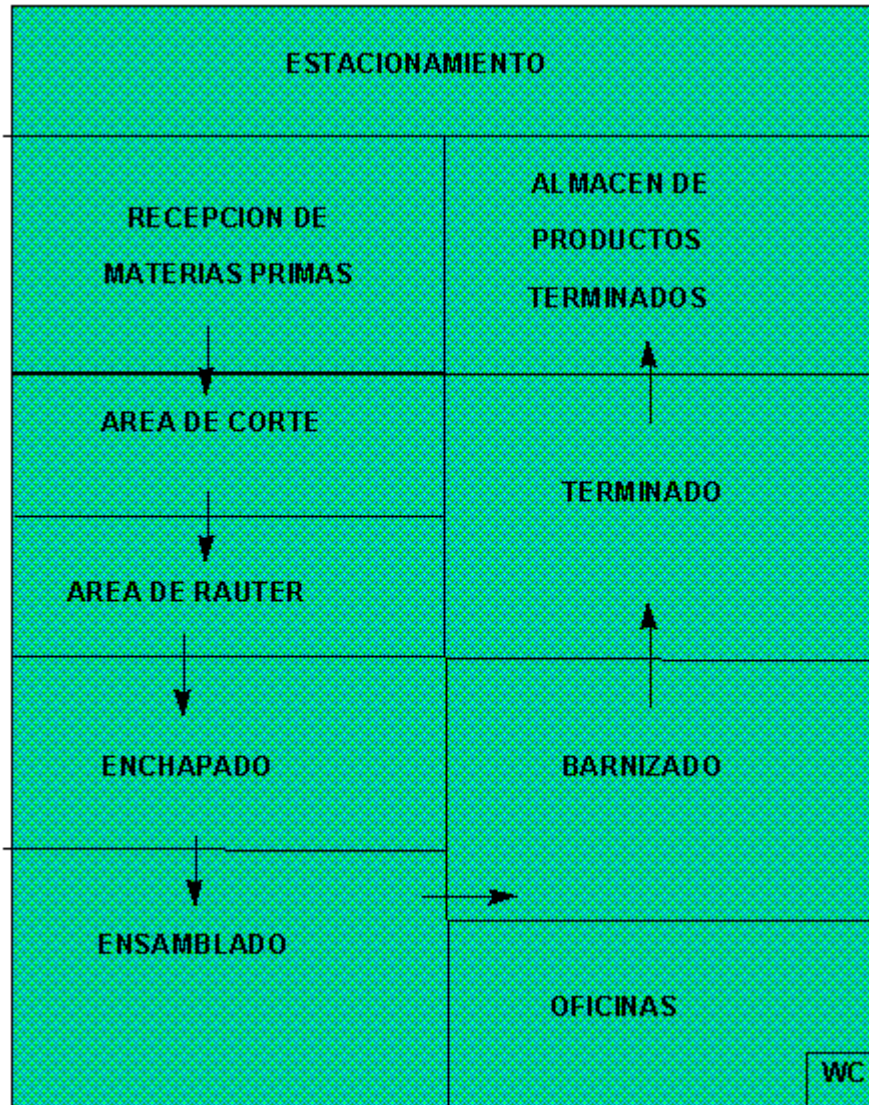 ESTACIONAMIENTO
RECEPCION DE
MATERIAS PRIMAS
ALMACEN DE
PRODUCTOS
TERMINADOS
AREA DE CORTE
TERMINADO
AREA DE RAUTER
ENCHAPADO
BARNIZADO
ENSAMBLADO
OFICINAS
WC